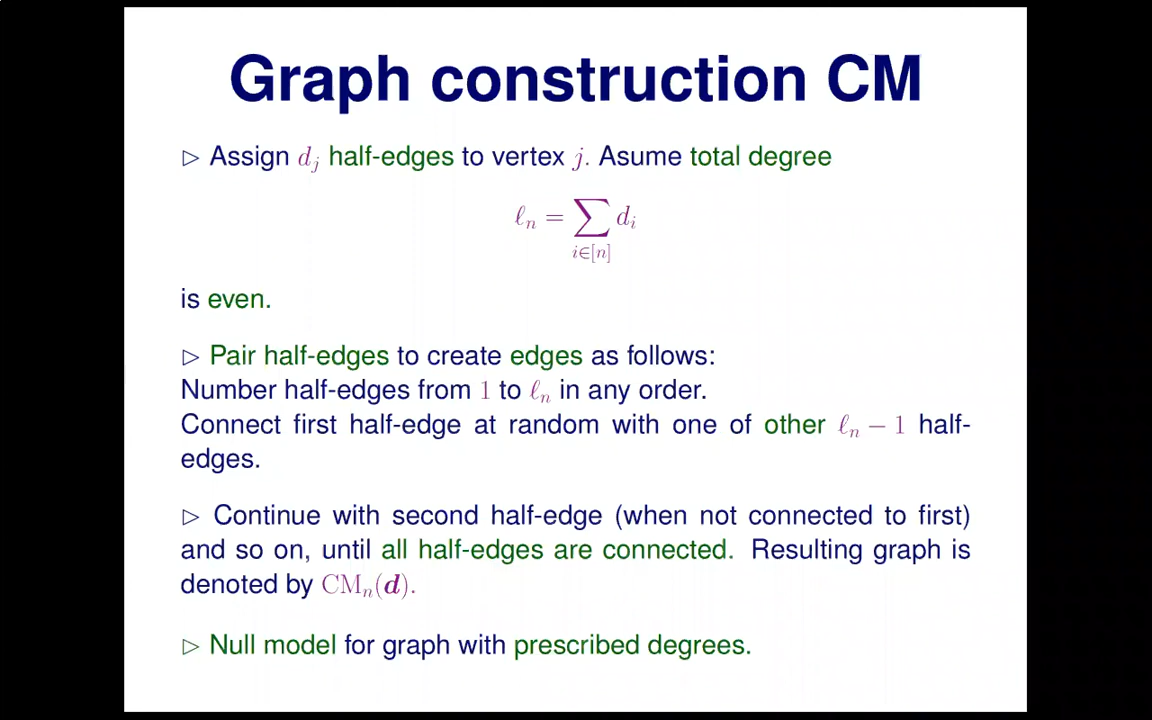 Graph construction CM
▷ Assign d_j half-edges to vertex j. Asume total degree
ℓ_n = ∑_{i∈[n]} d_i
is even.
▷ Pair half-edges to create edges as follows:
Number half-edges from 1 to ℓ_n in any order.
Connect first half-edge at random with one of other ℓ_n − 1 half-
edges.
▷ Continue with second half-edge (when not connected to first)
and so on, until all half-edges are connected. Resulting graph is
denoted by CM_n(d).
▷ Null model for graph with prescribed degrees.